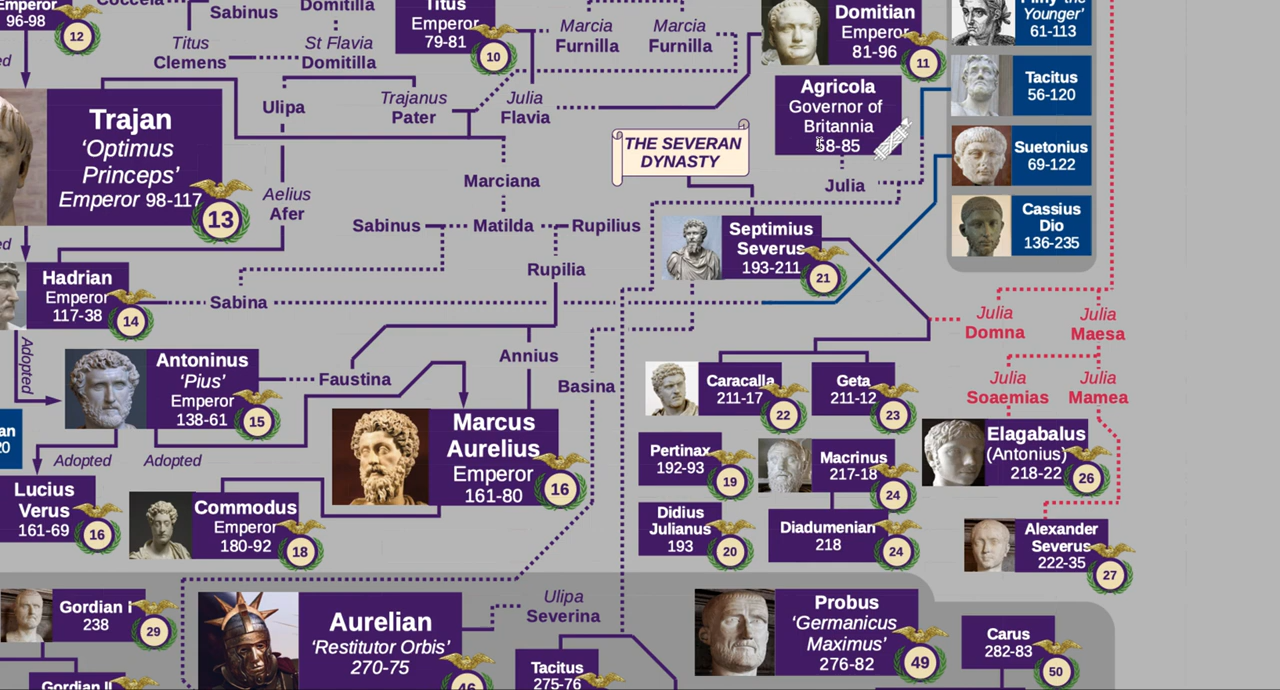 Emperor
96-98
12
Sabinus
Domitilla
Titus
Emperor
79-81
10
Marcia
Furnilla
Marcia
Furnilla
Domitian
Emperor
81-96
11
Younger'
61-113
Titus
Clemens
St Flavia
Domitilla
Tacitus
56-120
Ulipa
Trajanus
Pater
Julia
Flavia
Agricola
Governor of
Britannia
58-85
Trajan
'Optimus
Princeps'
Emperor 98-117
13
THE SEVERAN
DYNASTY
Suetonius
69-122
Marciana
Julia
Aelius
Afer
Sabinus
Matilda
Rupilius
Septimius
Severus
193-211
21
Cassius
Dio
136-235
Hadrian
Emperor
117-38
14
Sabina
Rupilia
Julia
Domna
Julia
Maesa
Adopted
Antoninus
'Pius'
Emperor
138-61
15
Faustina
Annius
Basina
Caracalla
211-17
22
Geta
211-12
23
Julia
Soaemias
Julia
Mamea
Marcus
Aurelius
Emperor
161-80
16
Adopted
Adopted
Pertinax
192-93
19
Macrinus
217-18
24
Elagabalus
(Antonius)
218-22
26
Lucius
Verus
161-69
16
Commodus
Emperor
180-92
18
Didius
Julianus
193
20
Diadumenian
218
24
Alexander
Severus
222-35
27
Gordian I
238
29
Aurelian
'Restitutor Orbis'
270-75
46
Ulipa
Severina
Tacitus
275-76
Probus
'Germanicus
Maximus'
276-82
49
Carus
282-83
50
Gordian II